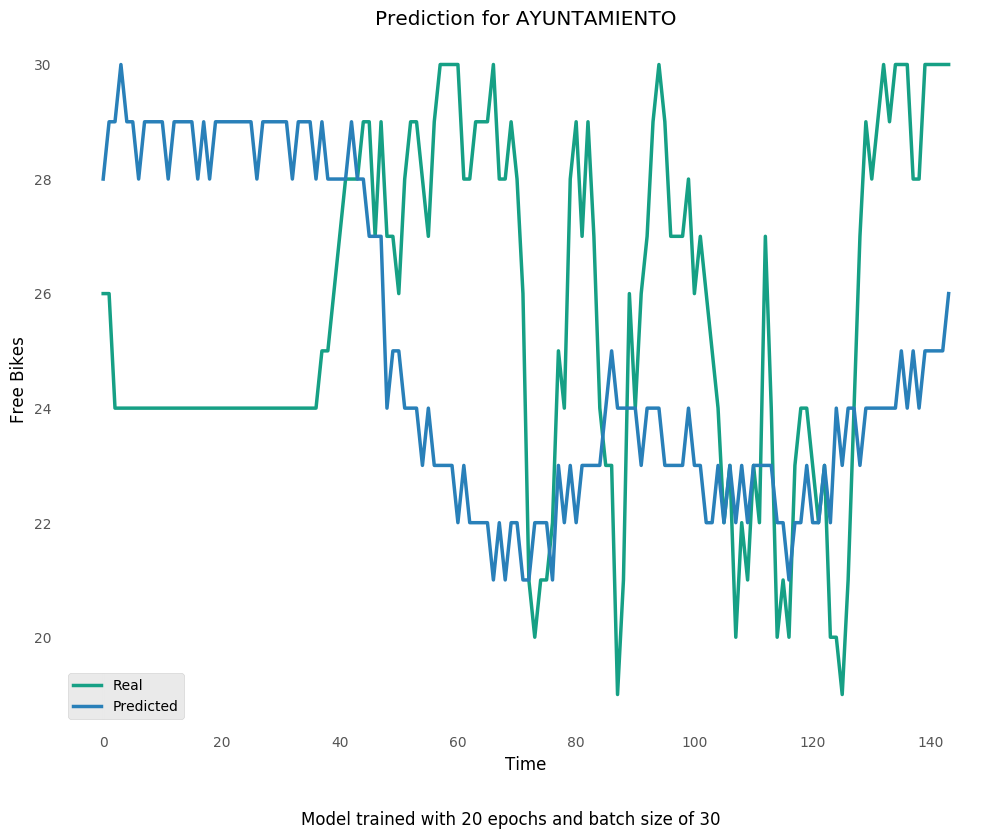 Prediction for AYUNTAMIENTO
30
28
26
24
22
20
Free Bikes
Real
Predicted
0 20 40 60 80 100 120 140
Time
Model trained with 20 epochs and batch size of 30